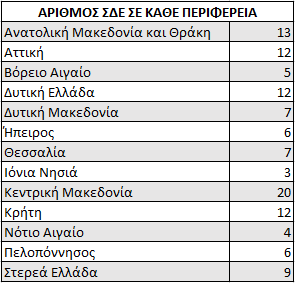 ΑΡΙΘΜΟΣ ΣΔΕ ΣΕ ΚΑΘΕ ΠΕΡΙΦΕΡΕΙΑ
Ανατολική Μακεδονία και Θράκη 13
Αττική 12
Βόρειο Αιγαίο 5
Δυτική Ελλάδα 12
Δυτική Μακεδονία 7
Ήπειρος 6
Θεσσαλία 7
Ιόνια Νησιά 3
Κεντρική Μακεδονία 20
Κρήτη 12
Νότιο Αιγαίο 4
Πελοπόννησος 6
Στερεά Ελλάδα 9